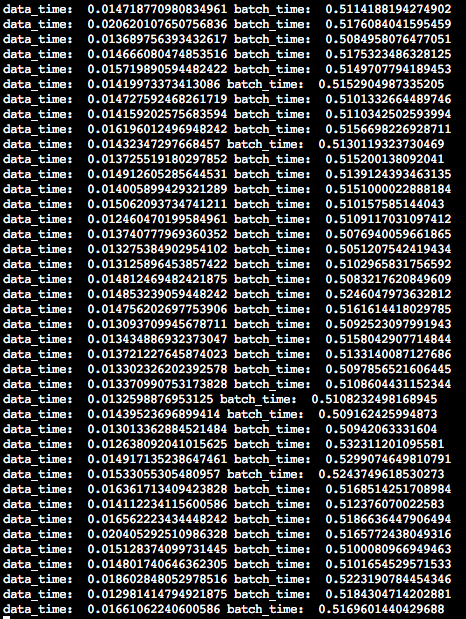 data_time:  0.014718770980834961 batch_time:  0.5114188194274902
data_time:  0.020620107650756836 batch_time:  0.5176084041595459
data_time:  0.013689756393432617 batch_time:  0.5084958076477051
data_time:  0.014666080474853516 batch_time:  0.5175323486328125
data_time:  0.015719890594482422 batch_time:  0.5149707794189453
data_time:  0.01419973373413086 batch_time:  0.5152904987335205
data_time:  0.014727592468261719 batch_time:  0.5101332664489746
data_time:  0.014159202575683594 batch_time:  0.5110342502593994
data_time:  0.016196012496948242 batch_time:  0.5156698226928711
data_time:  0.01432347297668457 batch_time:  0.5130119323730469
data_time:  0.013725519180297852 batch_time:  0.515200138092041
data_time:  0.014912605285644531 batch_time:  0.5139124393463135
data_time:  0.014005899429321289 batch_time:  0.5151000022888184
data_time:  0.015062093734741211 batch_time:  0.510157585144043
data_time:  0.012460470199584961 batch_time:  0.5109117031097412
data_time:  0.013740777969360352 batch_time:  0.5076940059661865
data_time:  0.013275384902954102 batch_time:  0.5051207542419434
data_time:  0.013125896453857422 batch_time:  0.5102965831756592
data_time:  0.014812469482421875 batch_time:  0.5083217620849609
data_time:  0.014853239059448242 batch_time:  0.5246047973632812
data_time:  0.014756202697753906 batch_time:  0.5161614418029785
data_time:  0.013093709945678711 batch_time:  0.5092523097991943
data_time:  0.013434886932373047 batch_time:  0.5158042907714844
data_time:  0.013721227645874023 batch_time:  0.5133140087127686
data_time:  0.013302326202392578 batch_time:  0.5097856521606445
data_time:  0.013370990753173828 batch_time:  0.5108604431152344
data_time:  0.0132598876953125 batch_time:  0.5108232498168945
data_time:  0.01439523696899414 batch_time:  0.509162425994873
data_time:  0.013013362884521484 batch_time:  0.50942063331604
data_time:  0.012638092041015625 batch_time:  0.532311201095581
data_time:  0.014917135238647461 batch_time:  0.5299074649810791
data_time:  0.01533055305480957 batch_time:  0.5243749618530273
data_time:  0.016361713409423828 batch_time:  0.5168514251708984
data_time:  0.014112234115600586 batch_time:  0.512376070022583
data_time:  0.016562223434448242 batch_time:  0.5186636447906494
data_time:  0.020405292510986328 batch_time:  0.5165772438049316
data_time:  0.015128374099731445 batch_time:  0.5100080966949463
data_time:  0.014801740646362305 batch_time:  0.5101654529571533
data_time:  0.018602848052978516 batch_time:  0.5223190784454346
data_time:  0.012981414794921875 batch_time:  0.5184304714202881
data_time:  0.01661062240600586 batch_time:  0.5169601440429688